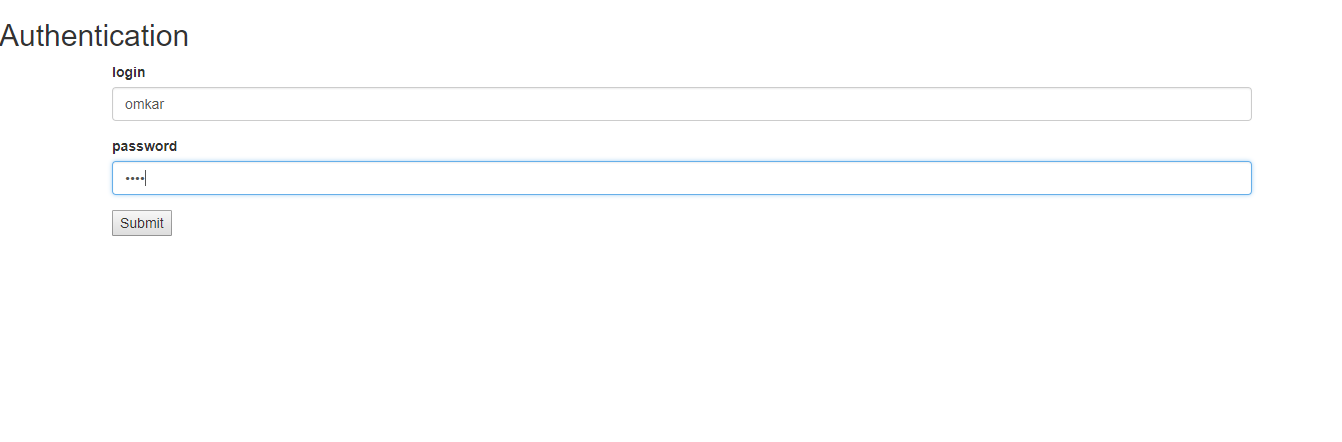 Authentication
login
omkar
password
••••
Submit